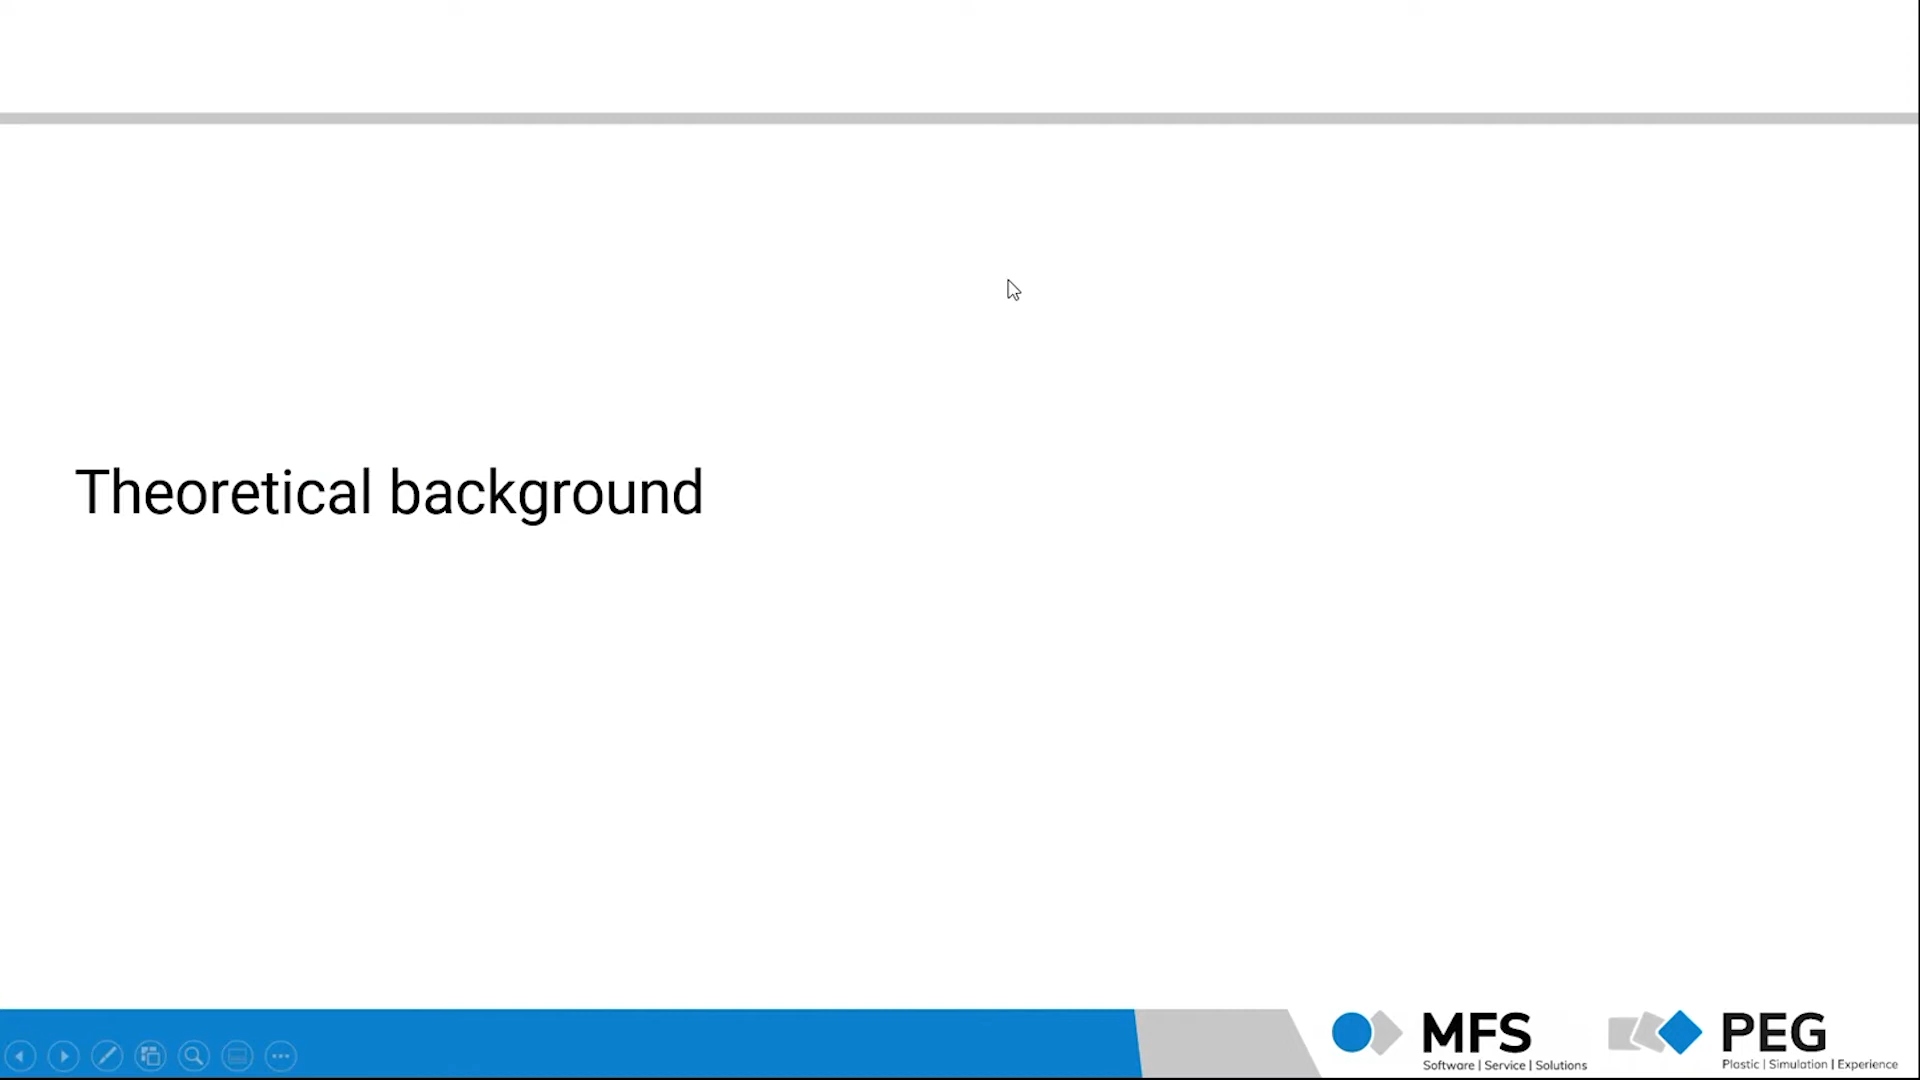 Theoretical background
MFS
Software | Service | Solutions
PEG
Plastic | Simulation | Experience